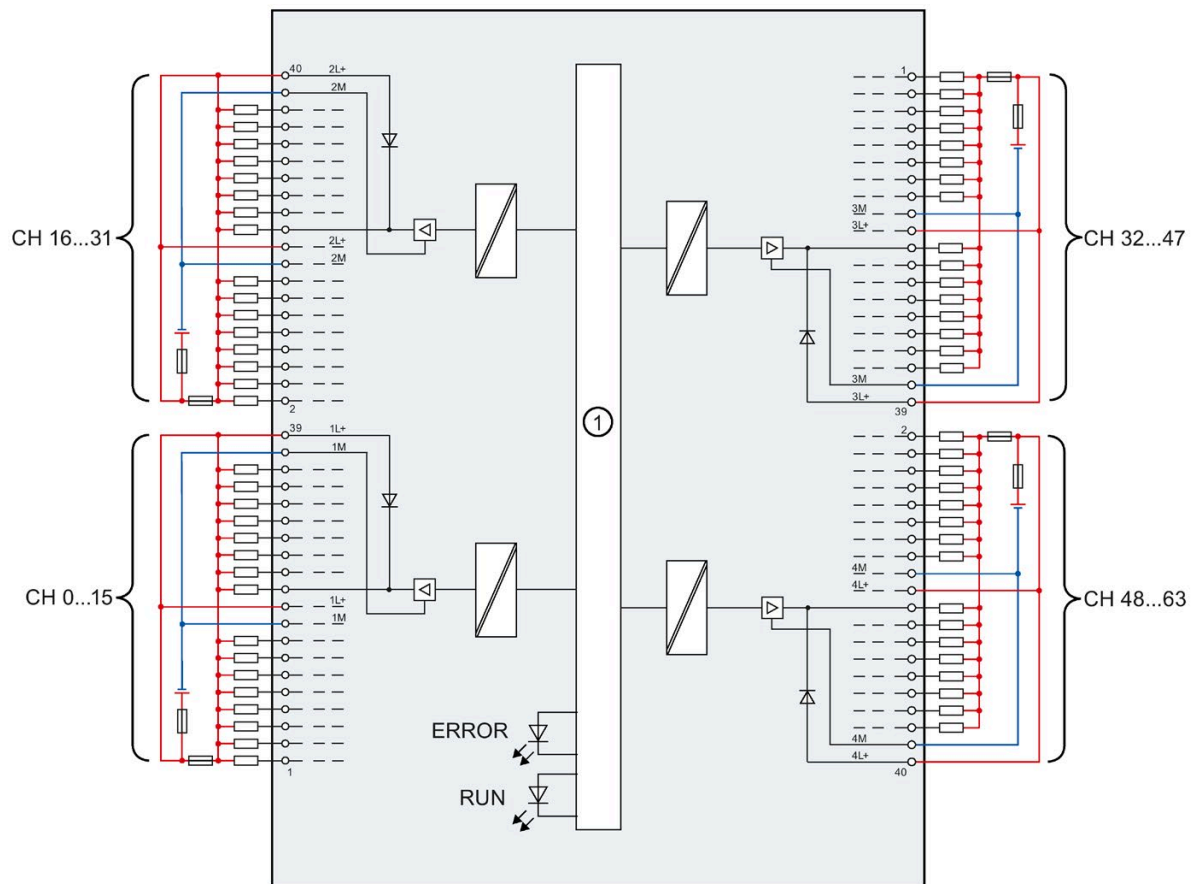 40
2L+
2M
CH 16...31
2L+
2M
2
39
1L+
1M
CH 0...15
1L+
1M
1
1
ERROR
RUN
1
3M
3L+
CH 32...47
3M
3L+
39
2
4M
4L+
CH 48...63
4M
4L+
40